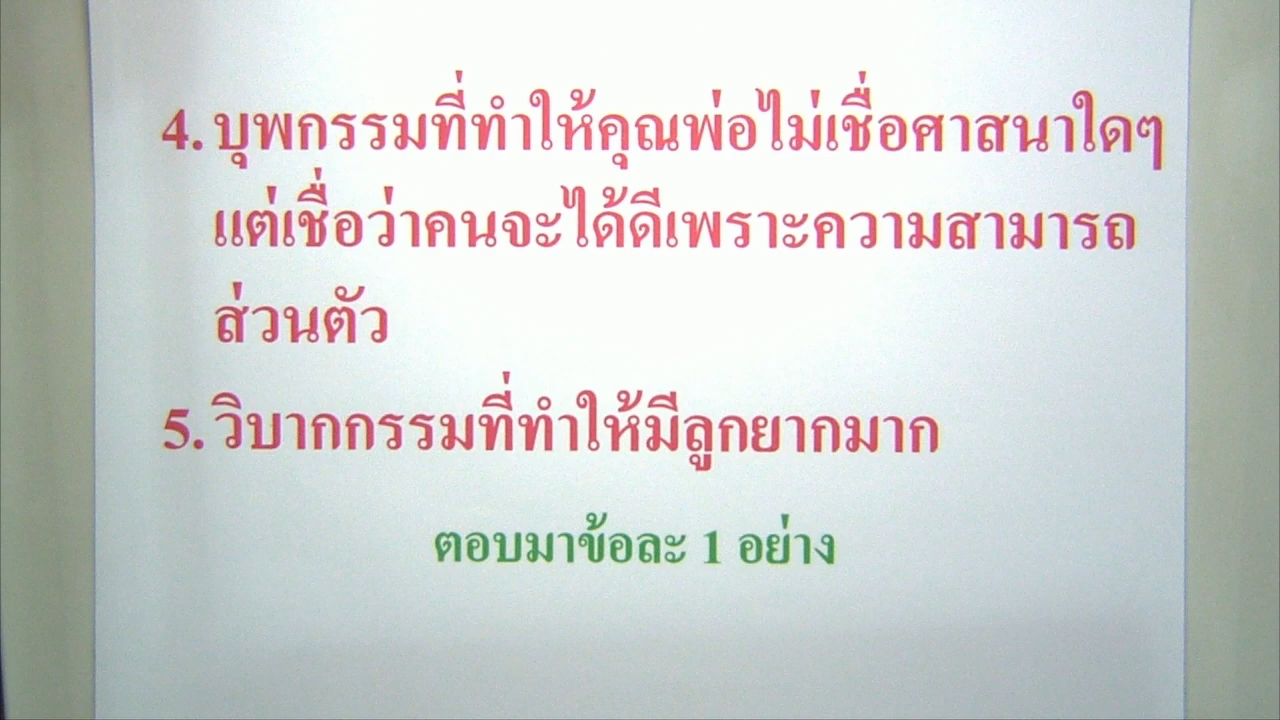 4. บุพกรรมที่ทำให้คุณพ่อไม่เชื่อศาสนาใดๆ
แต่เชื่อว่าคนจะได้ดีเพราะความสามารถ
ส่วนตัว
5. วิบากกรรมที่ทำให้มีลูกยากมาก
ตอบมาข้อละ 1 อย่าง